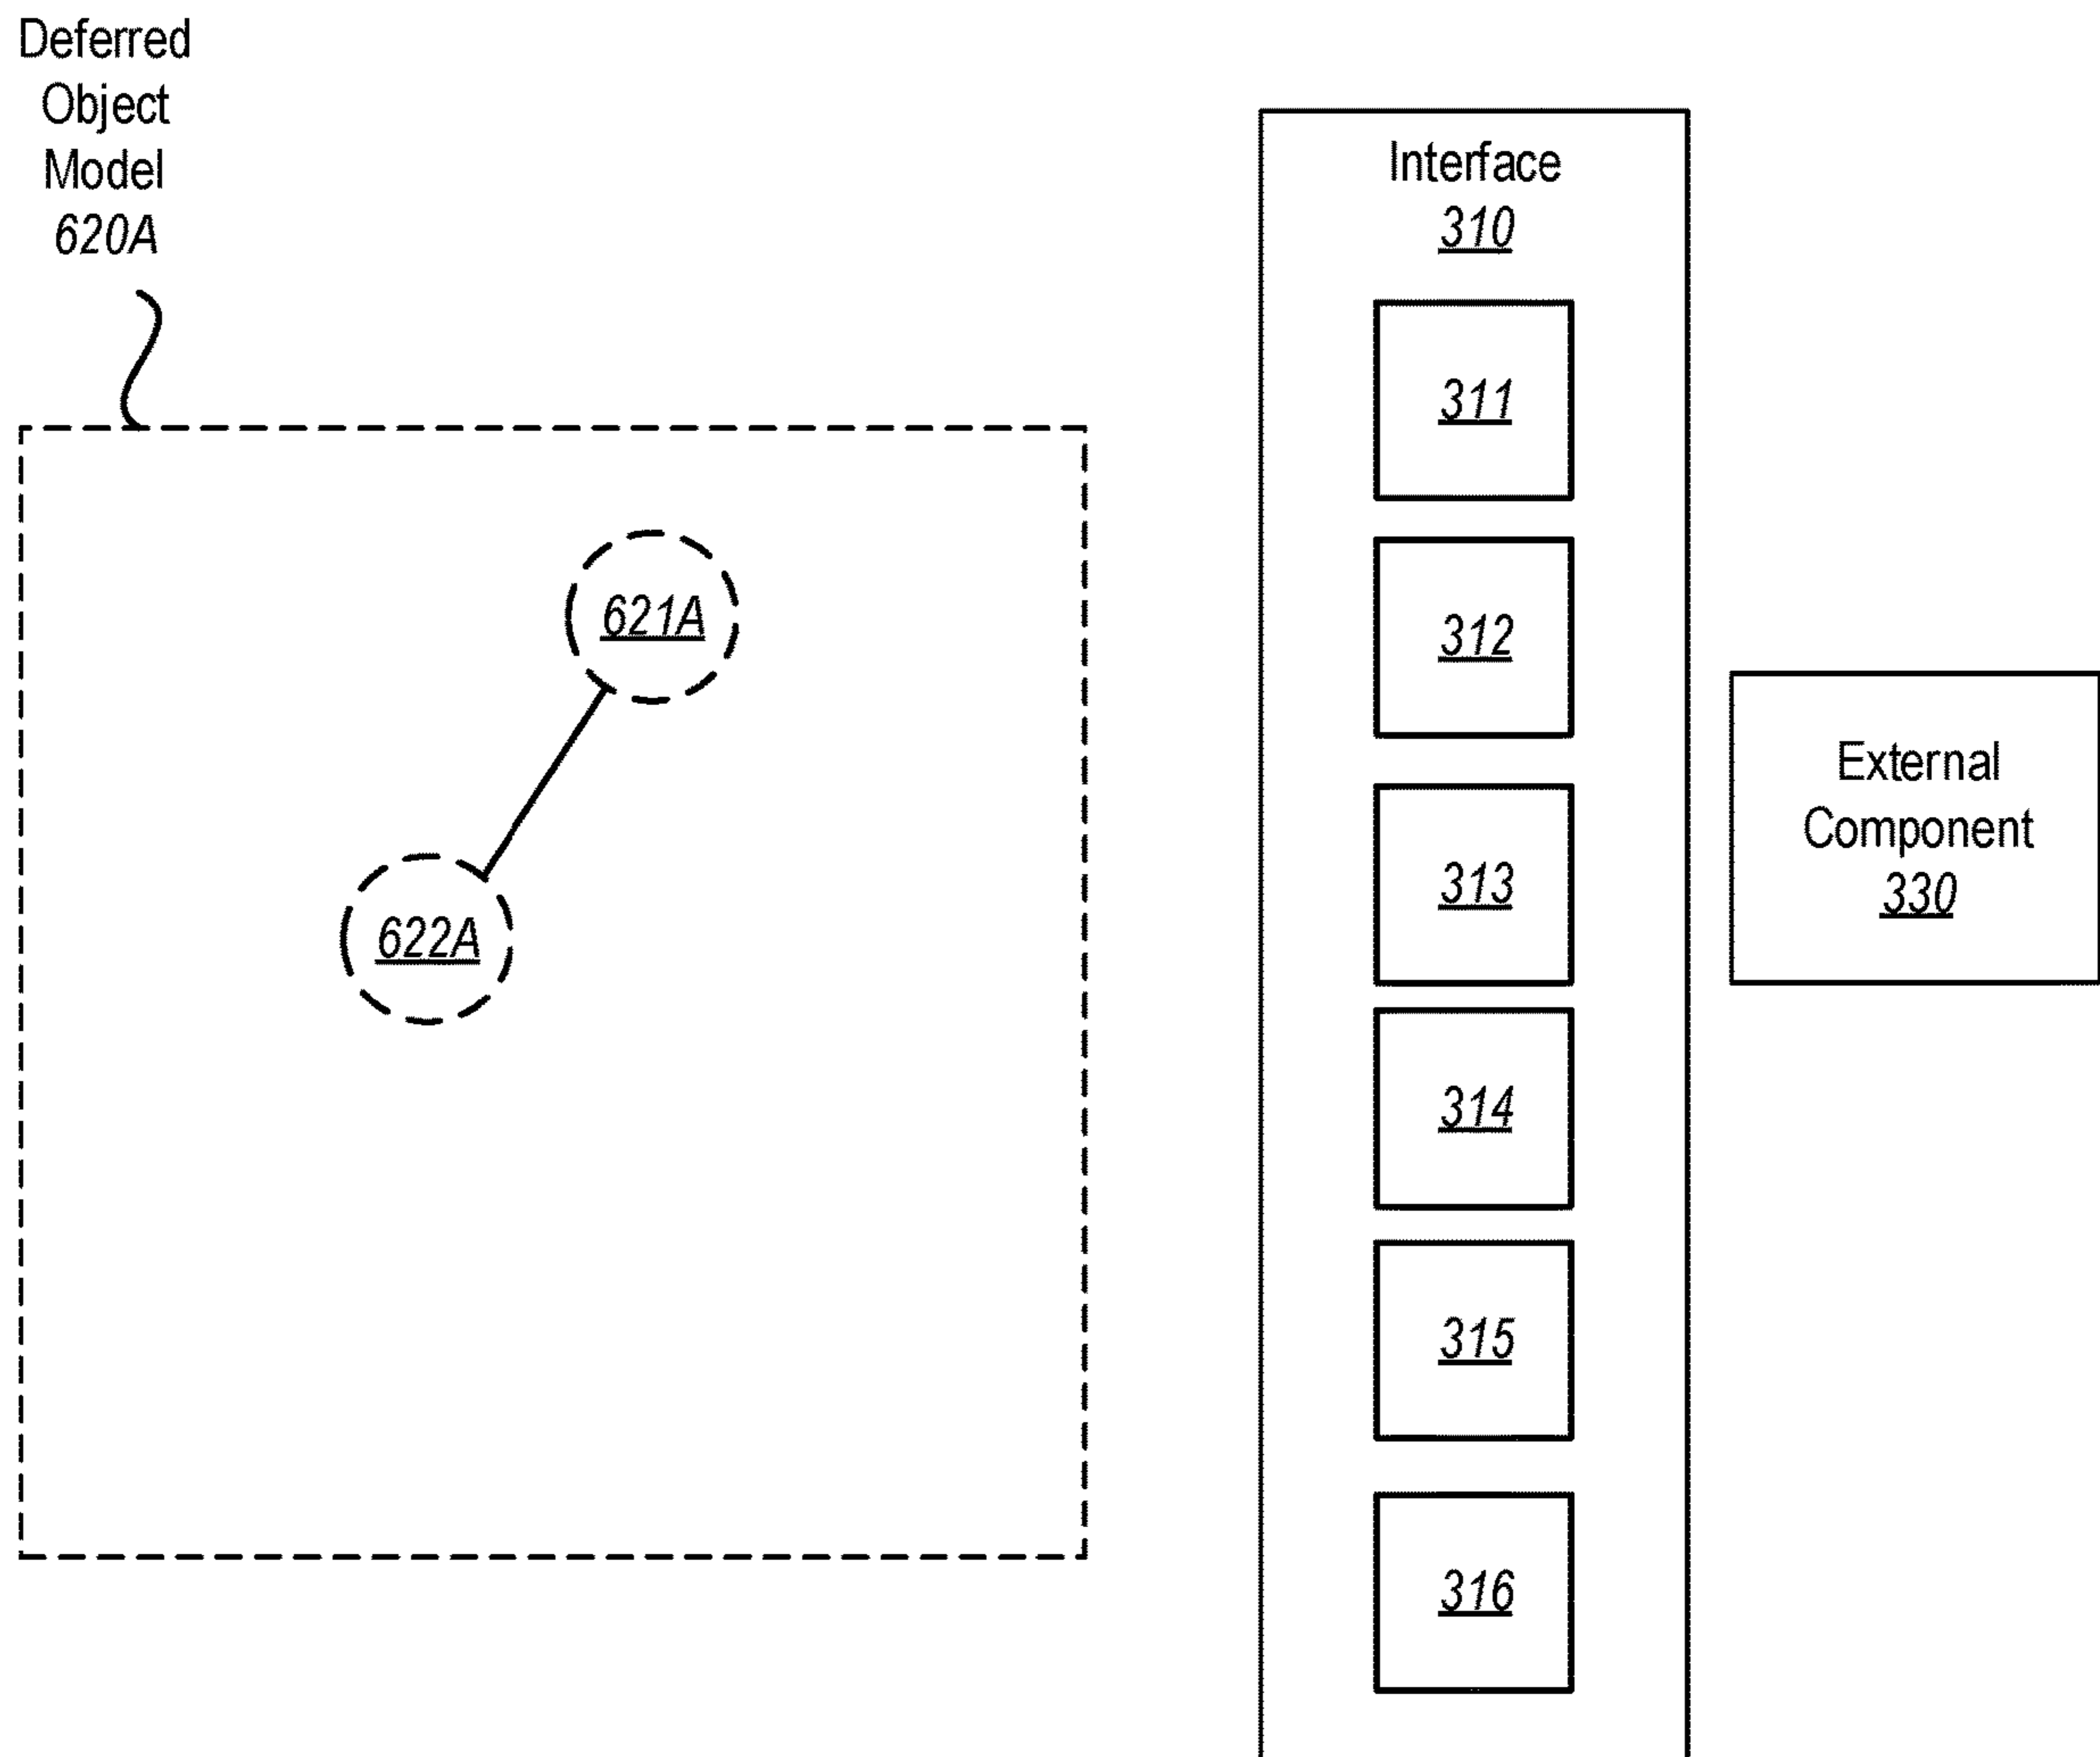 Deferred
Object
Model
620A
621A
622A
Interface
310
311
312
313
314
315
316
External
Component
330